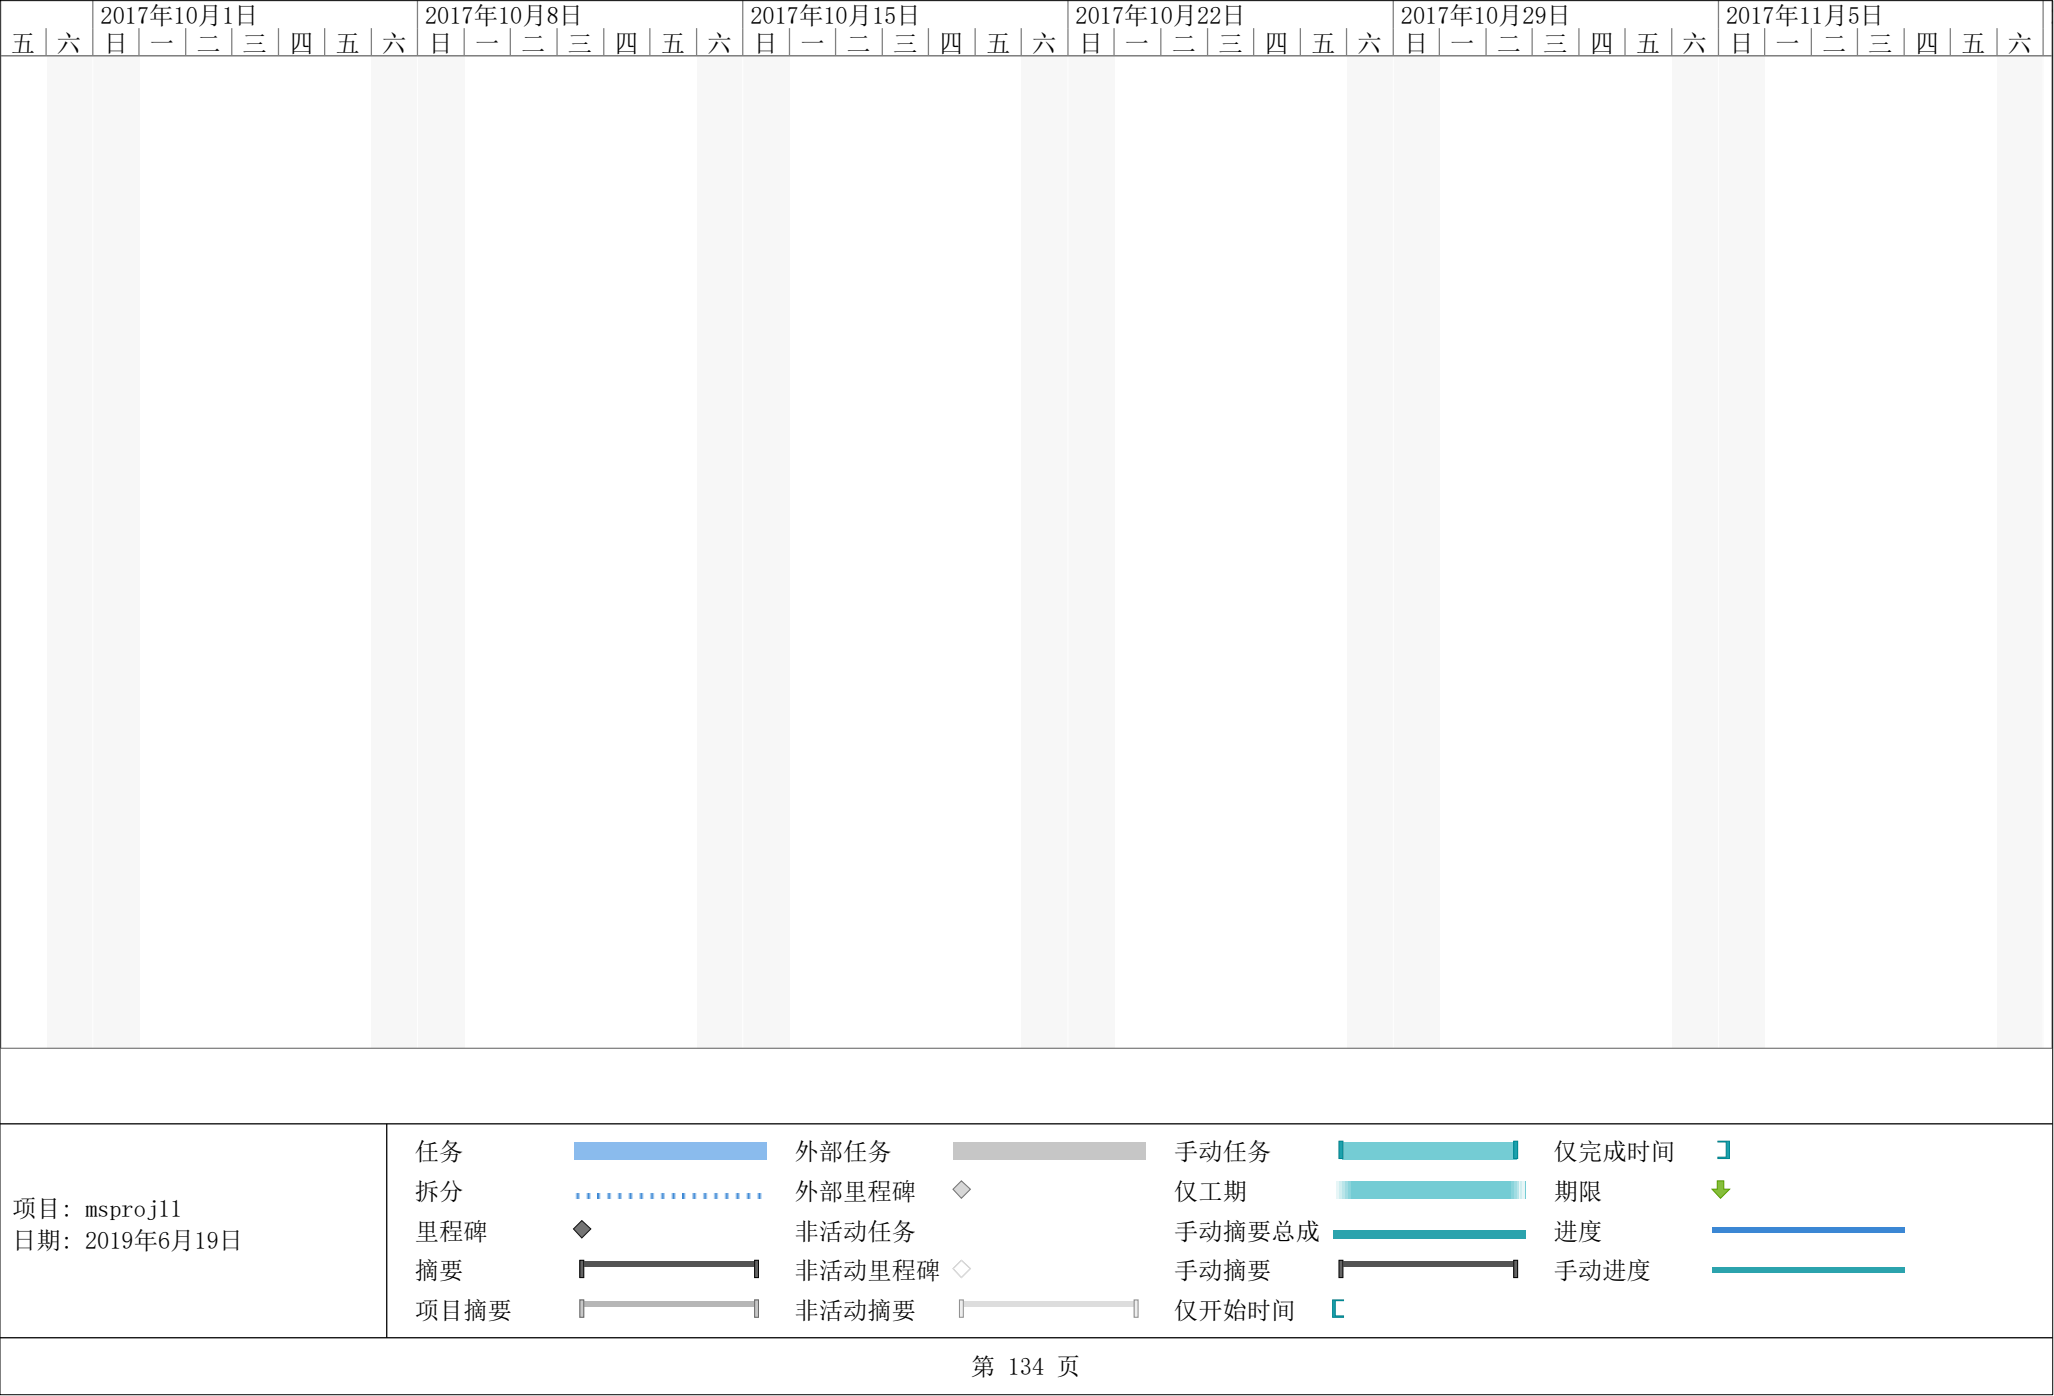 2017年10月1日 2017年10月8日 2017年10月15日 2017年10月22日 2017年10月29日 2017年11月5日
五 六 日 一 二 三 四 五 六 日 一 二 三 四 五 六 日 一 二 三 四 五 六 日 一 二 三 四 五 六 日 一 二 三 四 五 六 日 一 二 三 四 五 六
项目: msproj11
日期: 2019年6月19日
任务
拆分
里程碑
摘要
项目摘要
外部任务
外部里程碑
非活动任务
非活动里程碑
非活动摘要
手动任务
仅工期
手动摘要总成
手动摘要
仅开始时间
仅完成时间
期限
进度
手动进度
第 134 页